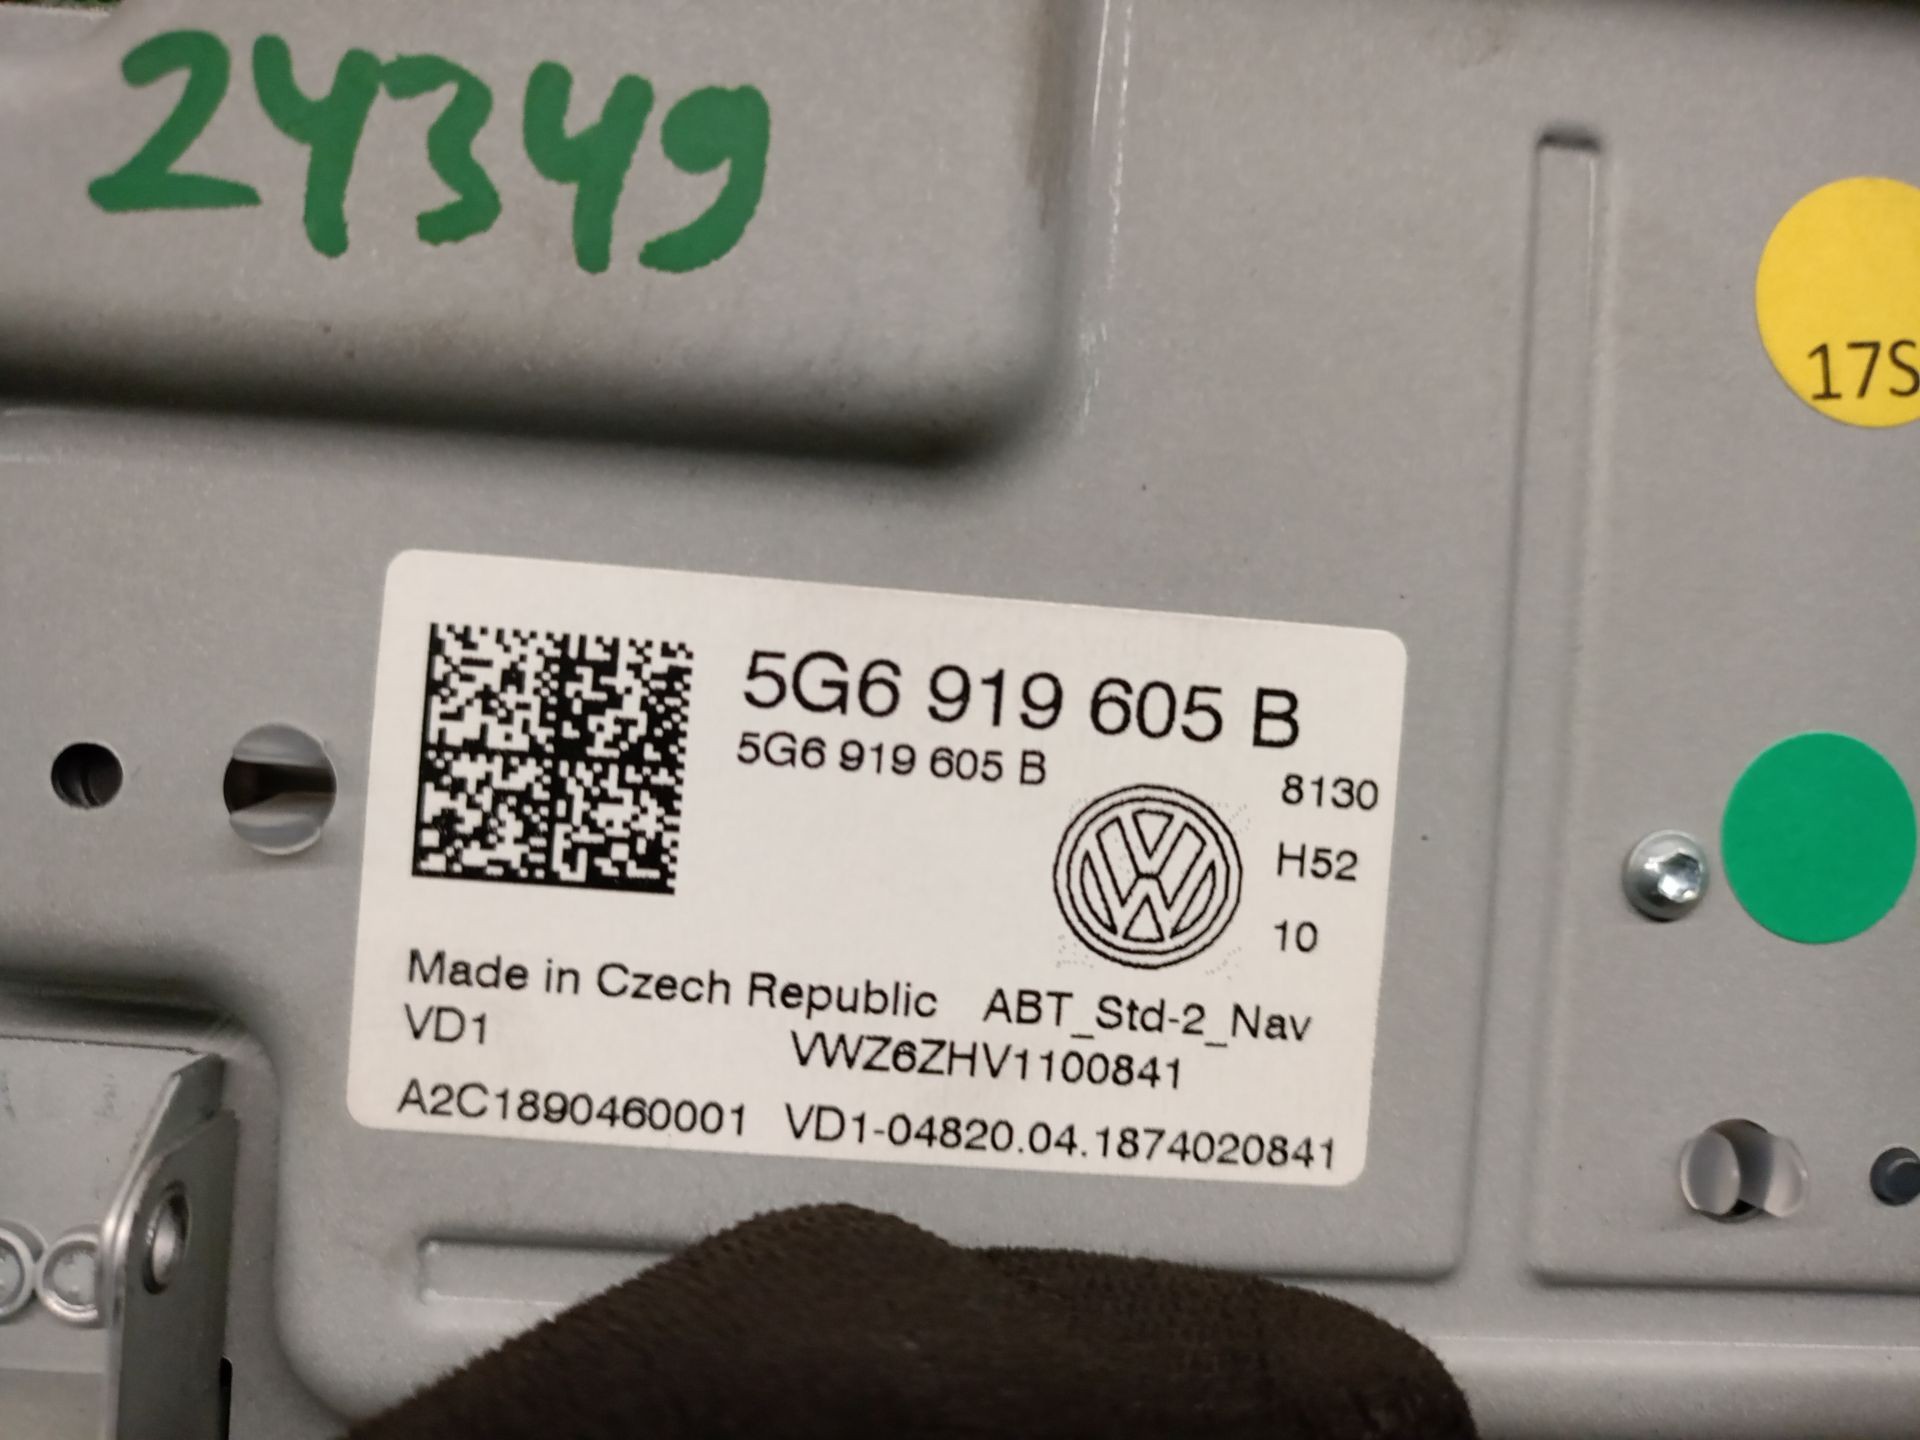 24349
17S
5G6 919 605 B
5G6 919 605 B
8130
H52
10
Made in Czech Republic ABT_Std-2_Nav
VD1 VWZ6ZHV1100841
A2C1890460001 VD1-04820.04.1874020841